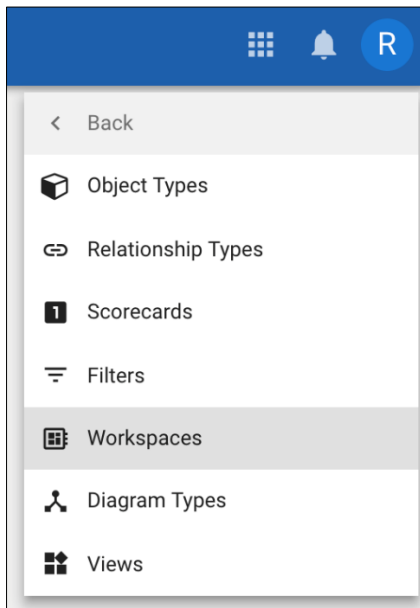 R
Back
Object Types
Relationship Types
1 Scorecards
Filters
Workspaces
Diagram Types
Views